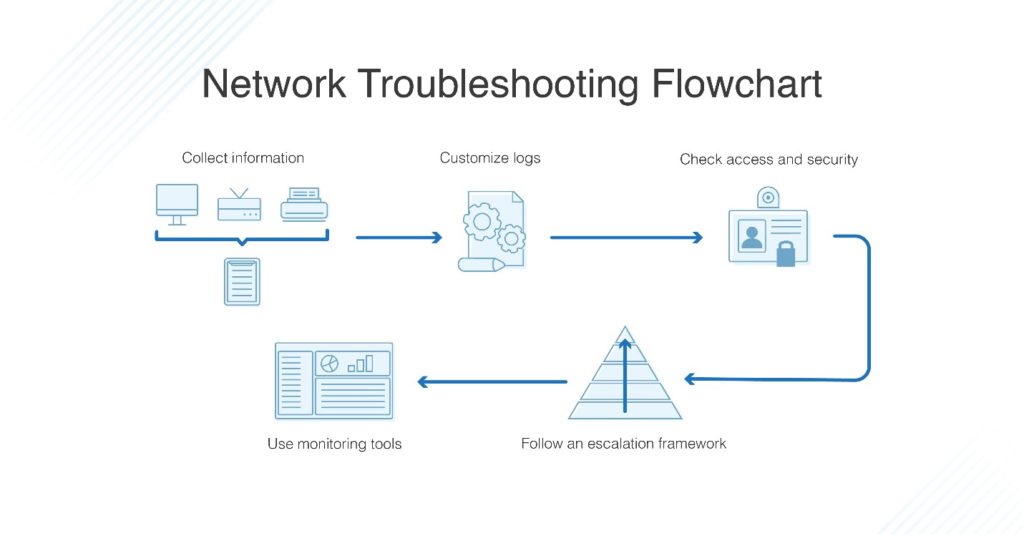 Network Troubleshooting Flowchart
Collect information
Customize logs
Check access and security
Use monitoring tools
Follow an escalation framework